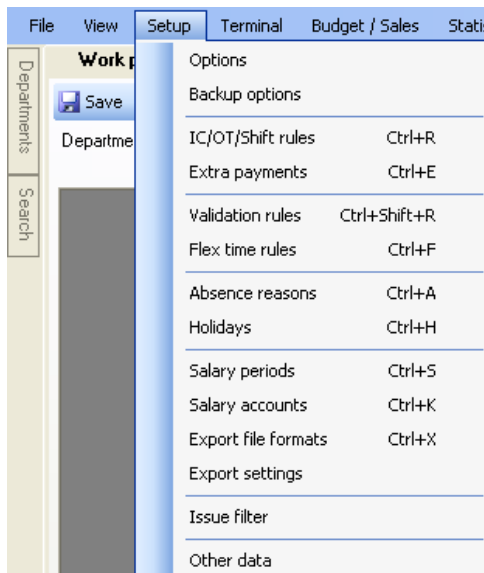 File View Setup Terminal Budget / Sales Statis
Work p
Save
Departme
Departments
Search
Options
Backup options
IC/OT/Shift rules Ctrl+R
Extra payments Ctrl+E
Validation rules Ctrl+Shift+R
Flex time rules Ctrl+F
Absence reasons Ctrl+A
Holidays Ctrl+H
Salary periods Ctrl+S
Salary accounts Ctrl+K
Export file formats Ctrl+X
Export settings
Issue filter
Other data